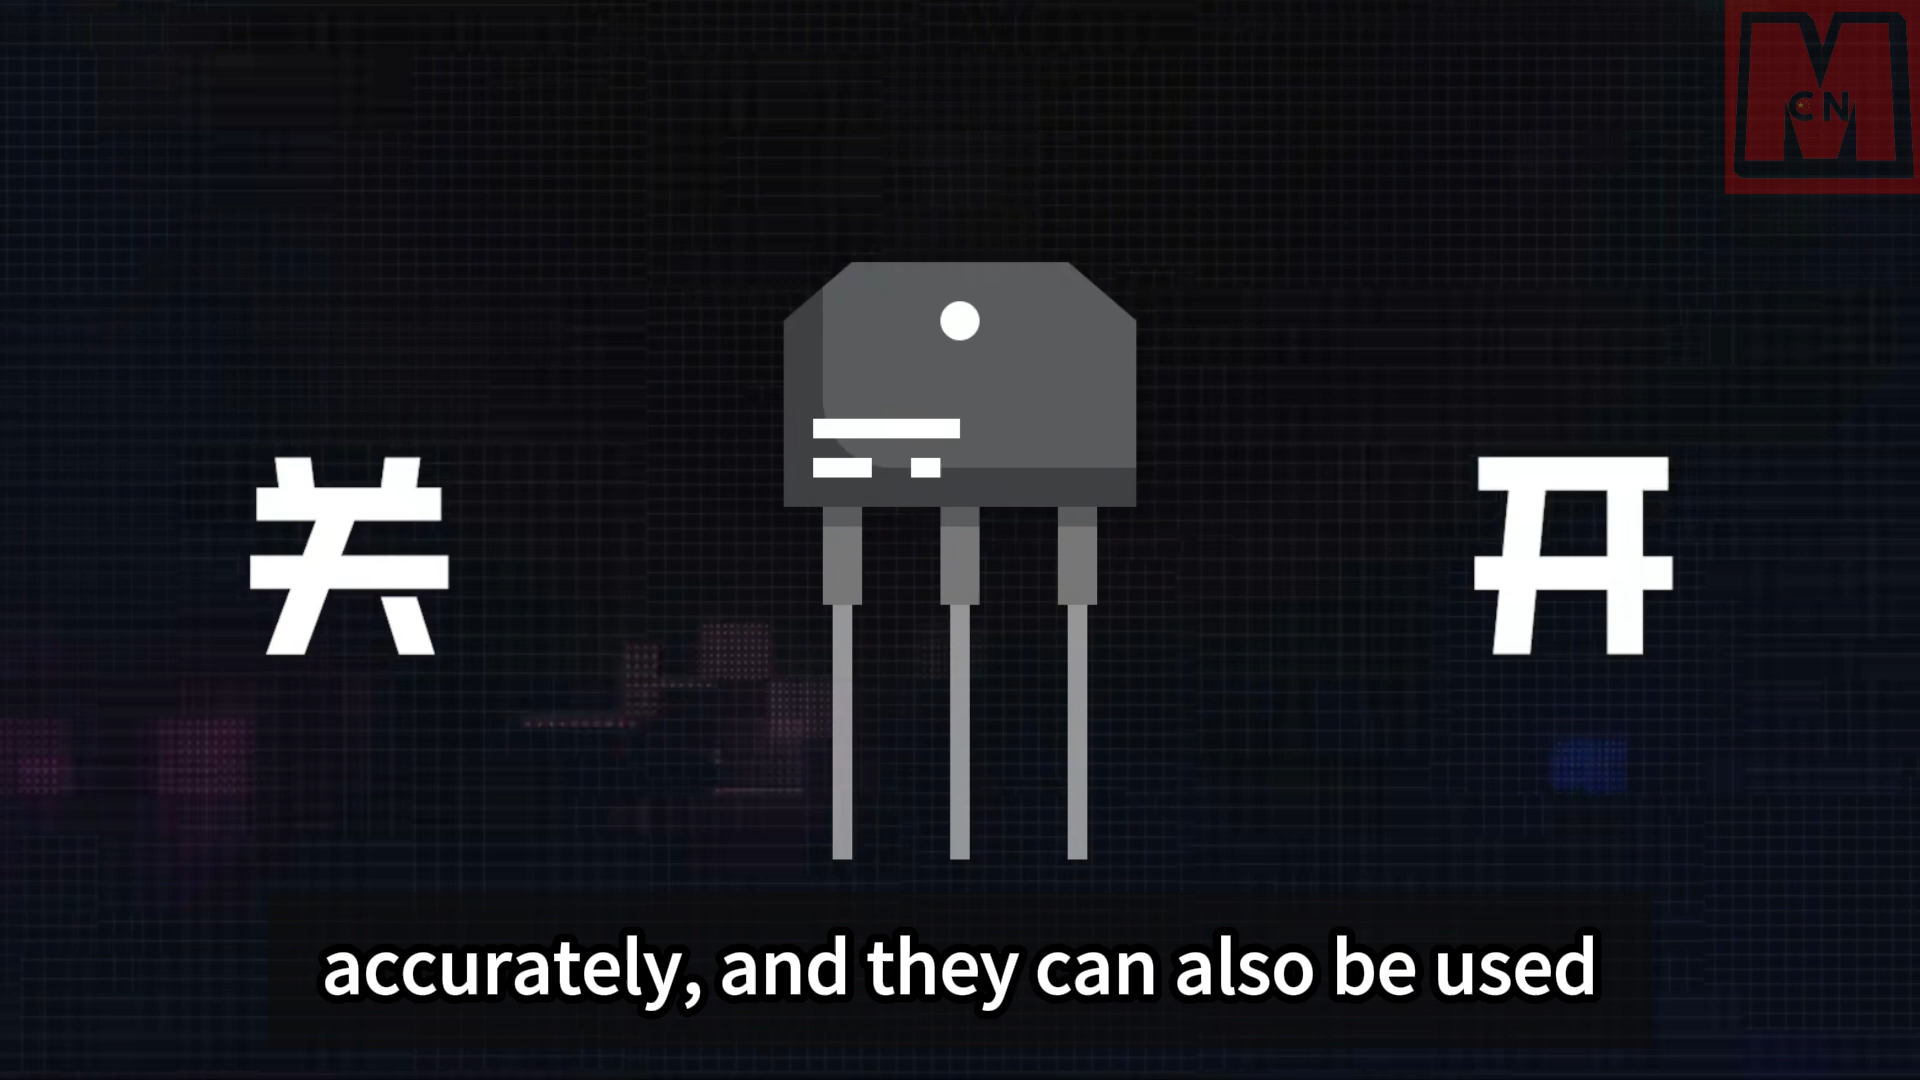 M
CN
关
开
accurately, and they can also be used